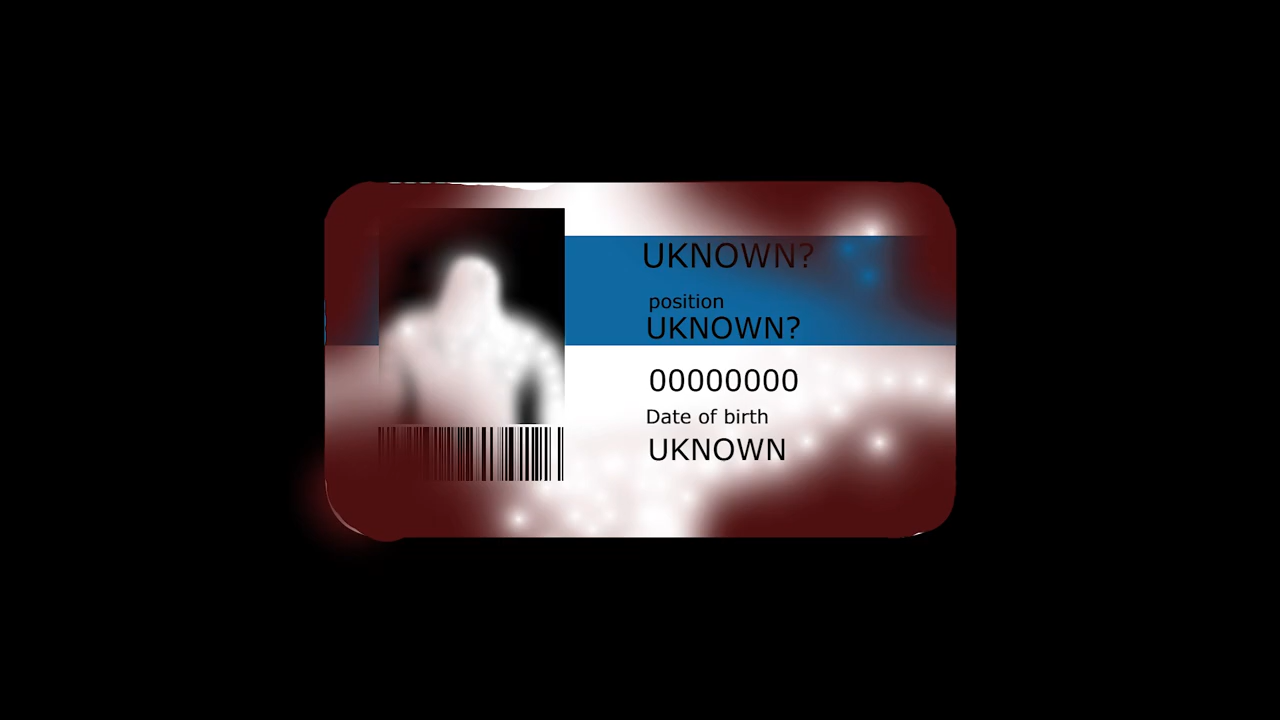 UKNOWN?
position
UKNOWN?
00000000
Date of birth
UKNOWN